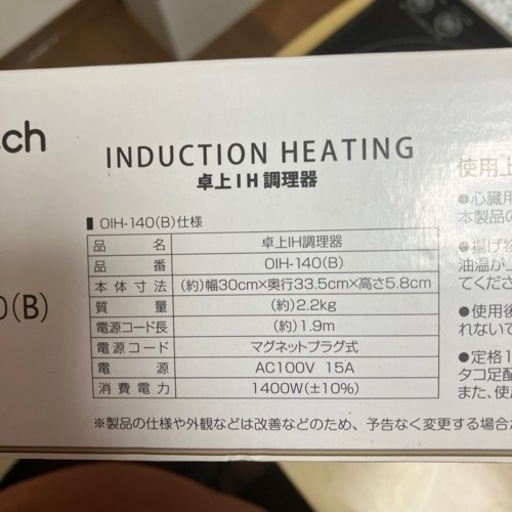 ch
INDUCTION HEATING
卓上IH調理器
OIH-140(B)仕様
品 名 卓上IH調理器
品 番 OIH-140(B)
本体寸法 (約)幅30cm×奥行33.5cm×高さ5.8cm
質 量 (約)2.2kg
電源コード長 (約)1.9m
電源コード マグネットプラグ式
電 源 AC100V 15A
消費電力 1400W(±10%)
※製品の仕様や外観などは改善などのため、予告なく変更する場合
0(B)
使用上
●心臓用
本製品の
●揚げ物
油温が上
てくださ
●使用後
れないで
●定格1
タコ足配
また、使用